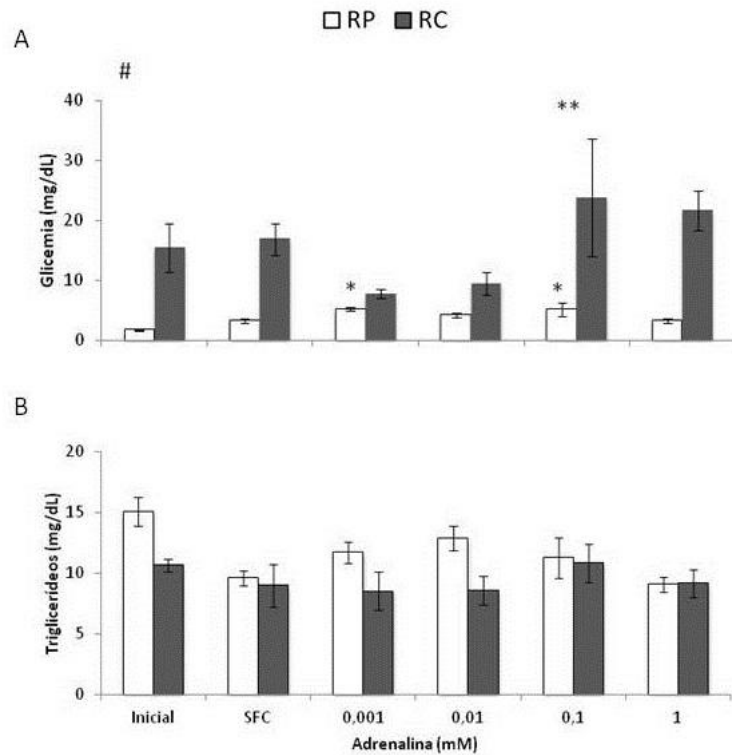 RP RC
A
#
Glicemia (mg/dL)
40
30
20
10
0
* * **
B
Triglicerídeos (mg/dL)
20
15
10
5
0
Inicial SFC 0,001 0,01 0,1 1
Adrenalina (mM)